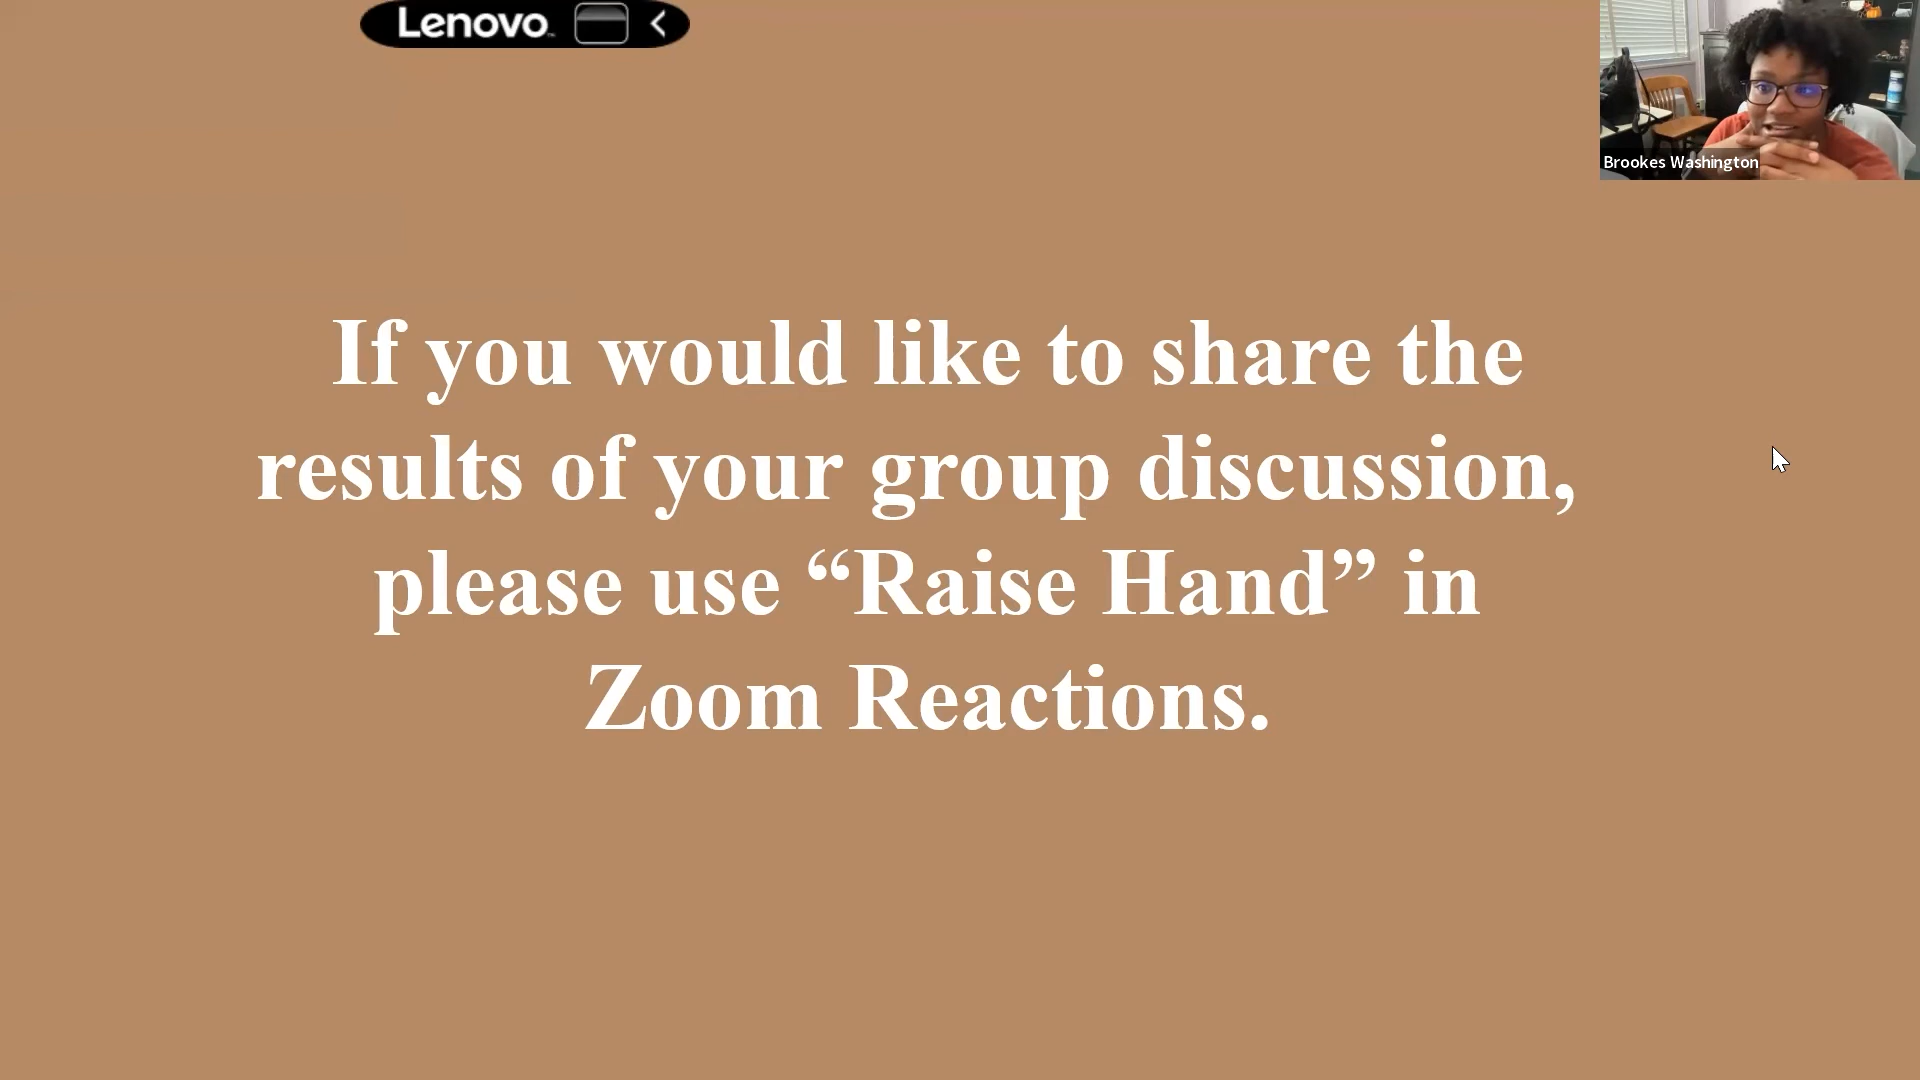 Lenovo
Brookes Washington
If you would like to share the
results of your group discussion,
please use “Raise Hand” in
Zoom Reactions.